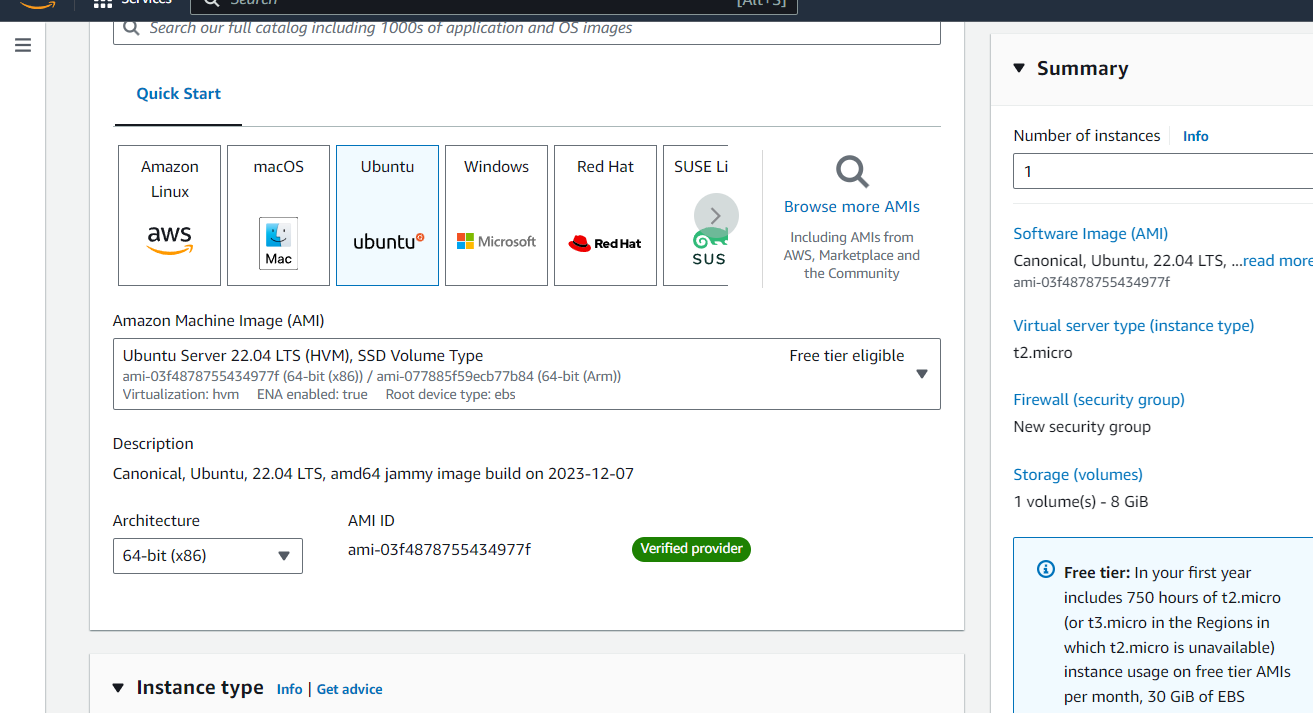 Services
Search
[Alt+S]
Search our full catalog including 1000s of application and OS images
Quick Start
Amazon
Linux
aws
macOS
Mac
Ubuntu
ubuntu
Windows
Microsoft
Red Hat
Red Hat
SUSE Li
SUS
Browse more AMIs
Including AMIs from
AWS, Marketplace and
the Community
Amazon Machine Image (AMI)
Ubuntu Server 22.04 LTS (HVM), SSD Volume Type
Free tier eligible
ami-03f4878755434977f (64-bit (x86)) / ami-077885f59ecb77b84 (64-bit (Arm))
Virtualization: hvm ENA enabled: true Root device type: ebs
Description
Canonical, Ubuntu, 22.04 LTS, amd64 jammy image build on 2023-12-07
Architecture
64-bit (x86)
AMI ID
ami-03f4878755434977f
Verified provider
Instance type Info | Get advice
Summary
Number of instances Info
1
Software Image (AMI)
Canonical, Ubuntu, 22.04 LTS, ...read more
ami-03f4878755434977f
Virtual server type (instance type)
t2.micro
Firewall (security group)
New security group
Storage (volumes)
1 volume(s) - 8 GiB
Free tier: In your first year
includes 750 hours of t2.micro
(or t3.micro in the Regions in
which t2.micro is unavailable)
instance usage on free tier AMIs
per month, 30 GiB of EBS